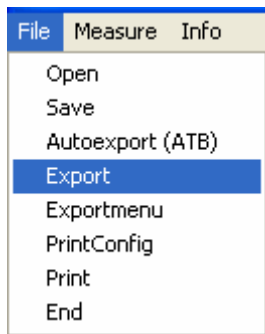 File Measure Info
Open
Save
Autoexport (ATB)
Export
Exportmenu
PrintConfig
Print
End